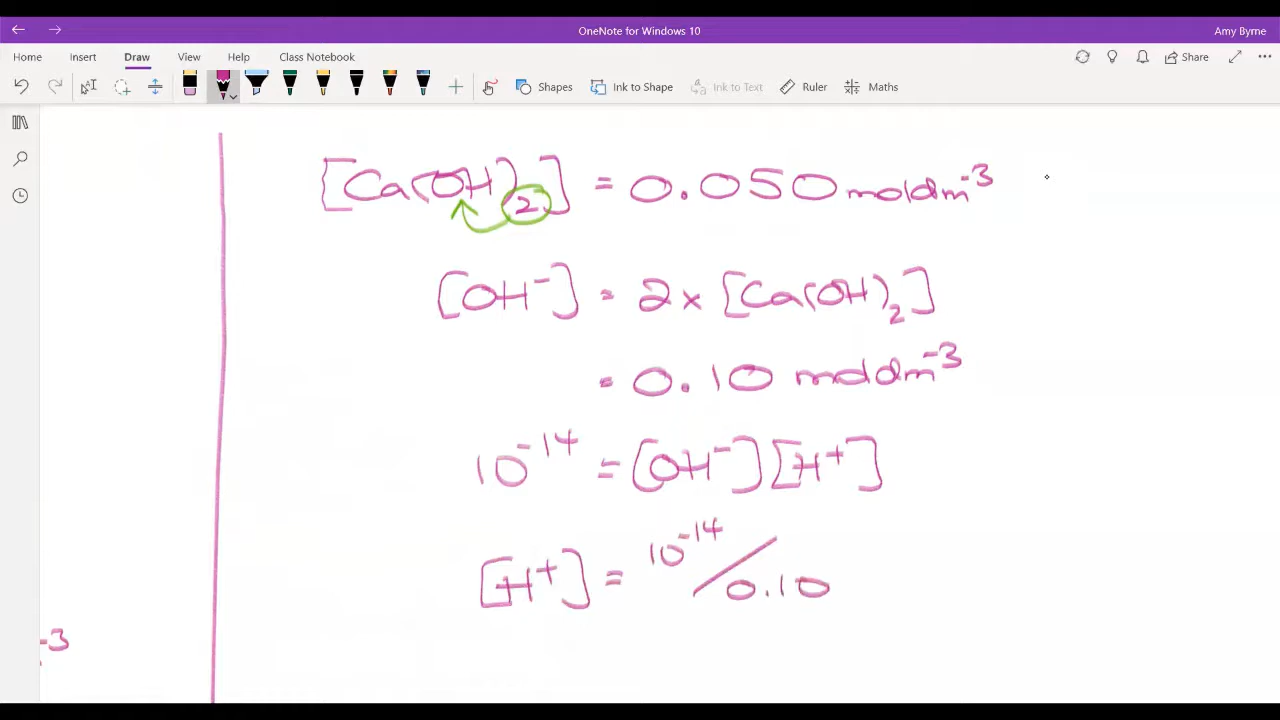 OneNote for Windows 10
Amy Byrne
Home Insert Draw View Help Class Notebook
Share
Shapes Ink to Shape Ink to Text Ruler Maths
[Ca(OH)₂] = 0.050 moldm⁻³
[OH⁻] = 2 x [Ca(OH)₂]
= 0.10 moldm⁻³
10⁻¹⁴ = [OH⁻][H⁺]
[H⁺] = 10⁻¹⁴/0.10
-3